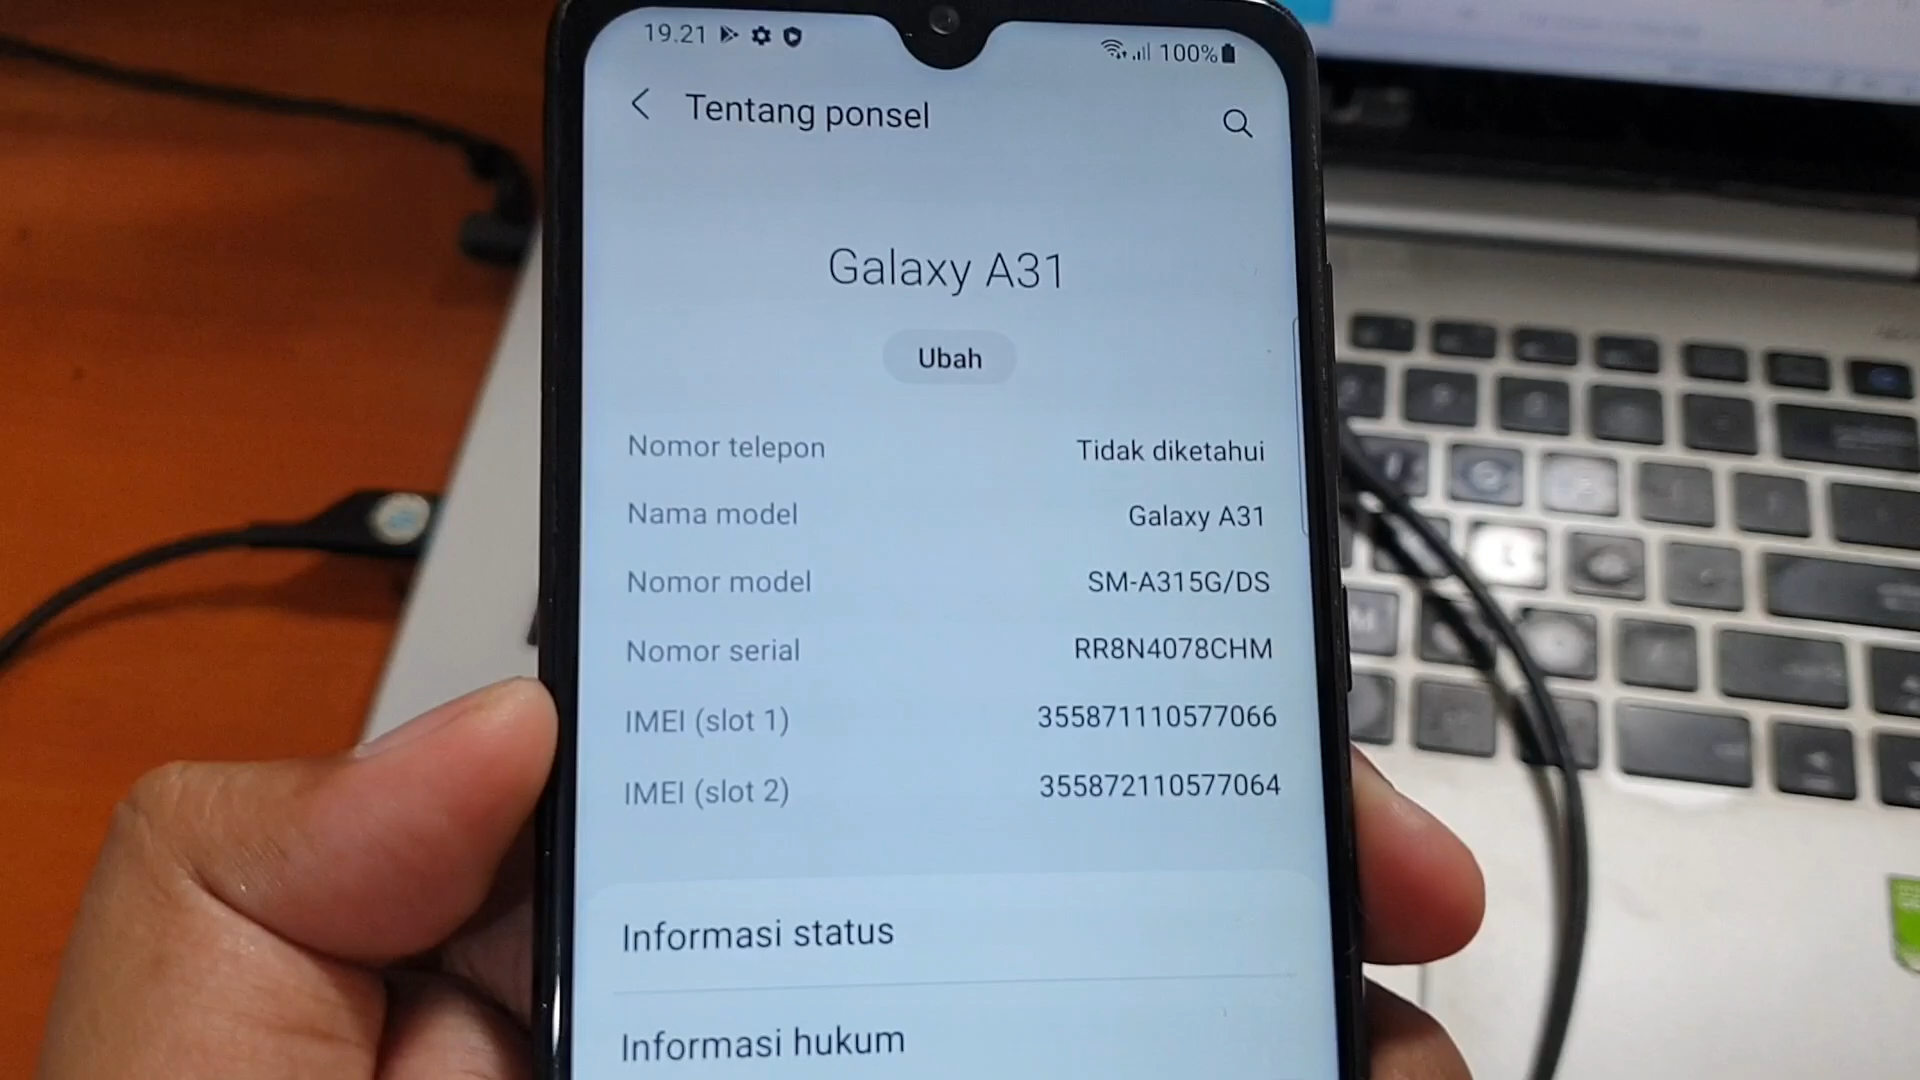 19.21 100%
Tentang ponsel
Galaxy A31
Ubah
Nomor telepon Tidak diketahui
Nama model Galaxy A31
Nomor model SM-A315G/DS
Nomor serial RR8N4078CHM
IMEI (slot 1) 355871110577066
IMEI (slot 2) 355872110577064
Informasi status
Informasi hukum